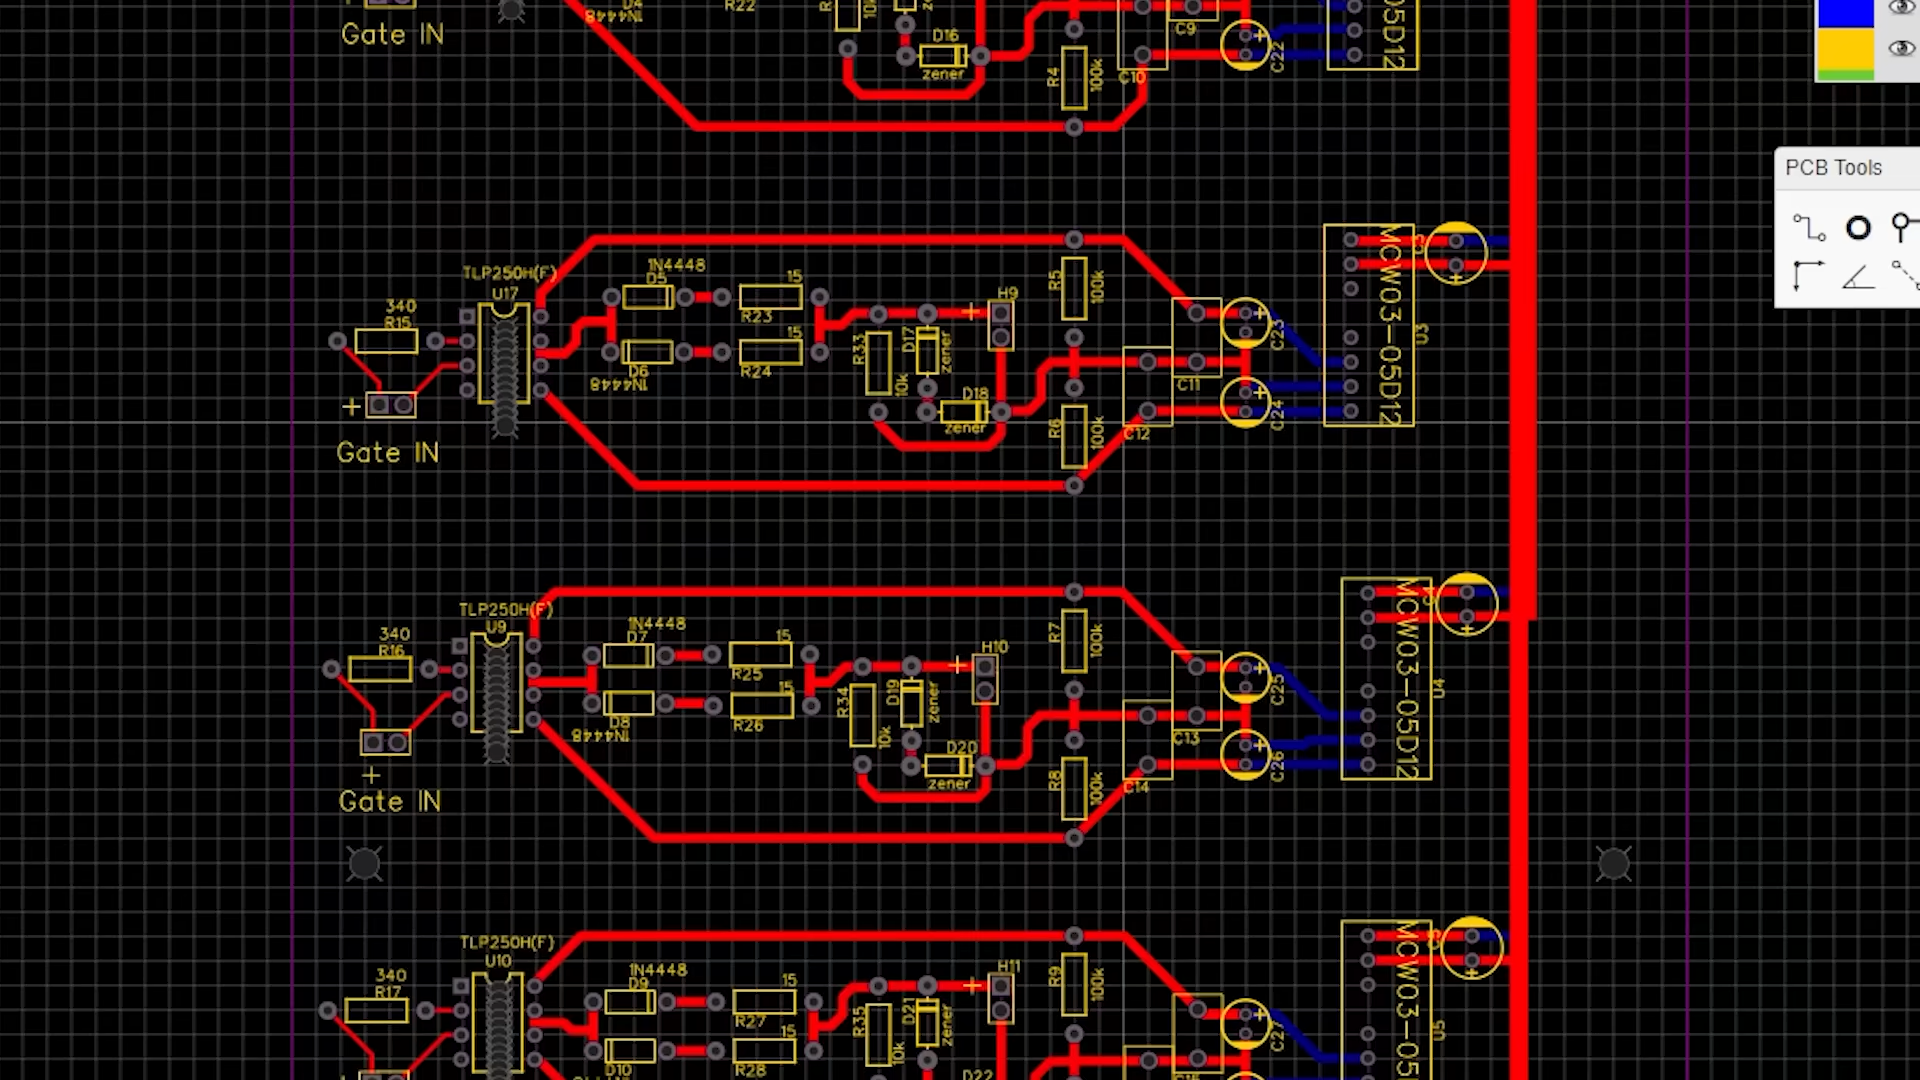 D4
1N4448
R22
10k
D16
zener
R4
100k
C9
C10
C22
05D12
Gate IN
PCB Tools
TLP250H(F)
U17
340
R15
+
Gate IN
1N4448
D5
15
R23
15
R24
D6
1N4448
R33
10k
D17
zener
+
H9
D18
zener
R5
100k
R6
100k
C11
C12
C23
C24
MCW03-05D12
U3
TLP250H(F)
U9
340
R16
+
Gate IN
1N4448
D7
15
R25
15
R26
D8
1N4448
R34
10k
D19
zener
+
H10
D20
zener
R7
100k
R8
100k
C13
C14
C25
C26
MCW03-05D12
U4
TLP250H(F)
U10
340
R17
1N4448
D9
15
R27
15
R28
D10
R35
10k
D21
zener
+
H11
D22
R9
100k
C27
MCW03-05
U5